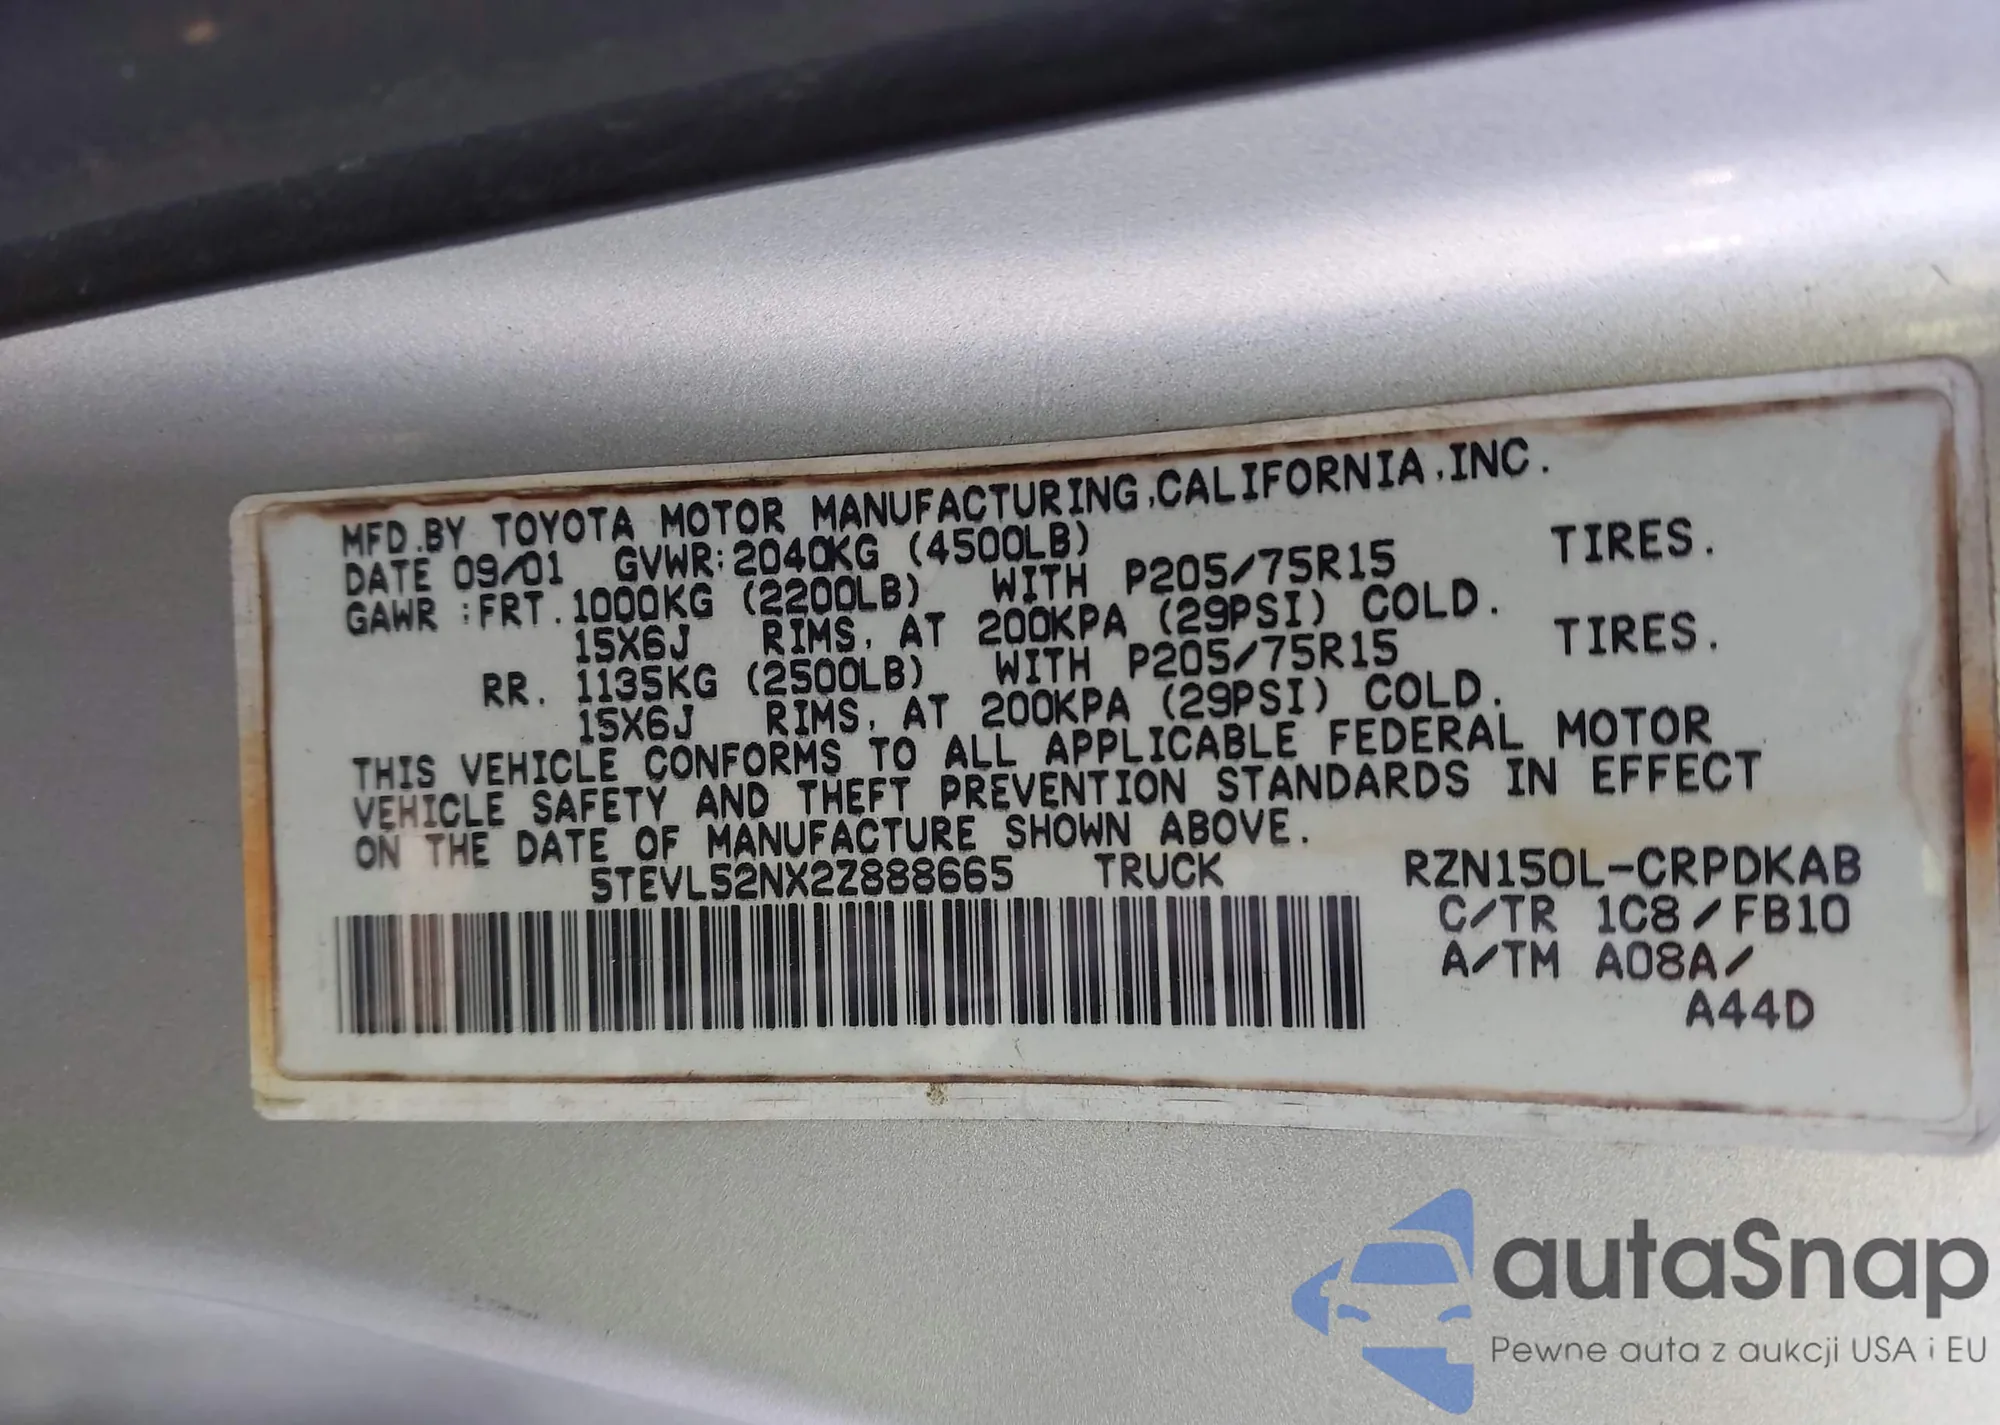 MFD.BY TOYOTA MOTOR MANUFACTURING,CALIFORNIA,INC.
DATE 09/01 GVWR:2040KG (4500LB)
GAWR :FRT.1000KG (2200LB) WITH P205/75R15 TIRES.
15X6J RIMS, AT 200KPA (29PSI) COLD.
RR. 1135KG (2500LB) WITH P205/75R15 TIRES.
15X6J RIMS, AT 200KPA (29PSI) COLD.
THIS VEHICLE CONFORMS TO ALL APPLICABLE FEDERAL MOTOR
VEHICLE SAFETY AND THEFT PREVENTION STANDARDS IN EFFECT
ON THE DATE OF MANUFACTURE SHOWN ABOVE.
5TEVL52NX2Z888665 TRUCK RZN150L-CRPDKAB
C/TR 1C8/FB10
A/TM A08A/
A44D
autaSnap
Pewne auta z aukcji USA i EU